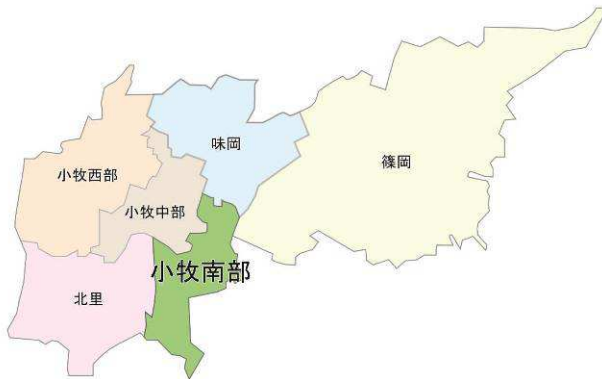 味岡
篠岡
小牧西部
小牧中部
小牧南部
北里